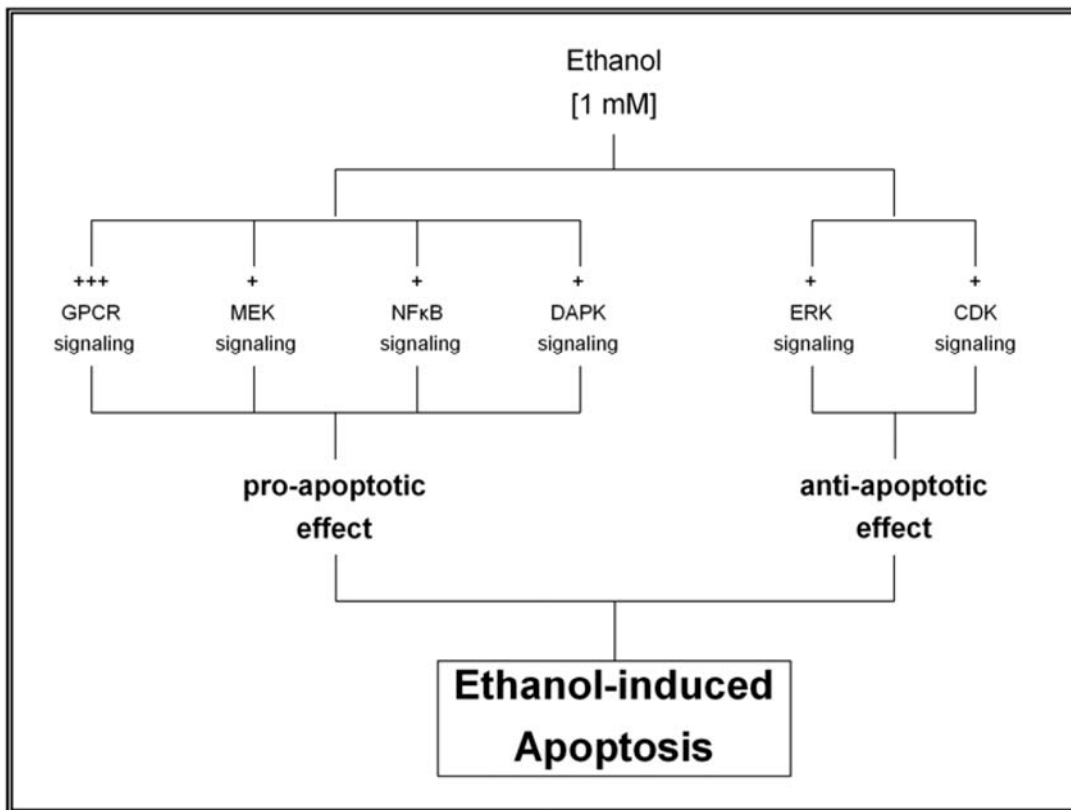 Ethanol
[1 mM]
+++ + + + + +
GPCR MEK NFκB DAPK ERK CDK
signaling signaling signaling signaling signaling signaling
pro-apoptotic anti-apoptotic
effect effect
Ethanol-induced
Apoptosis